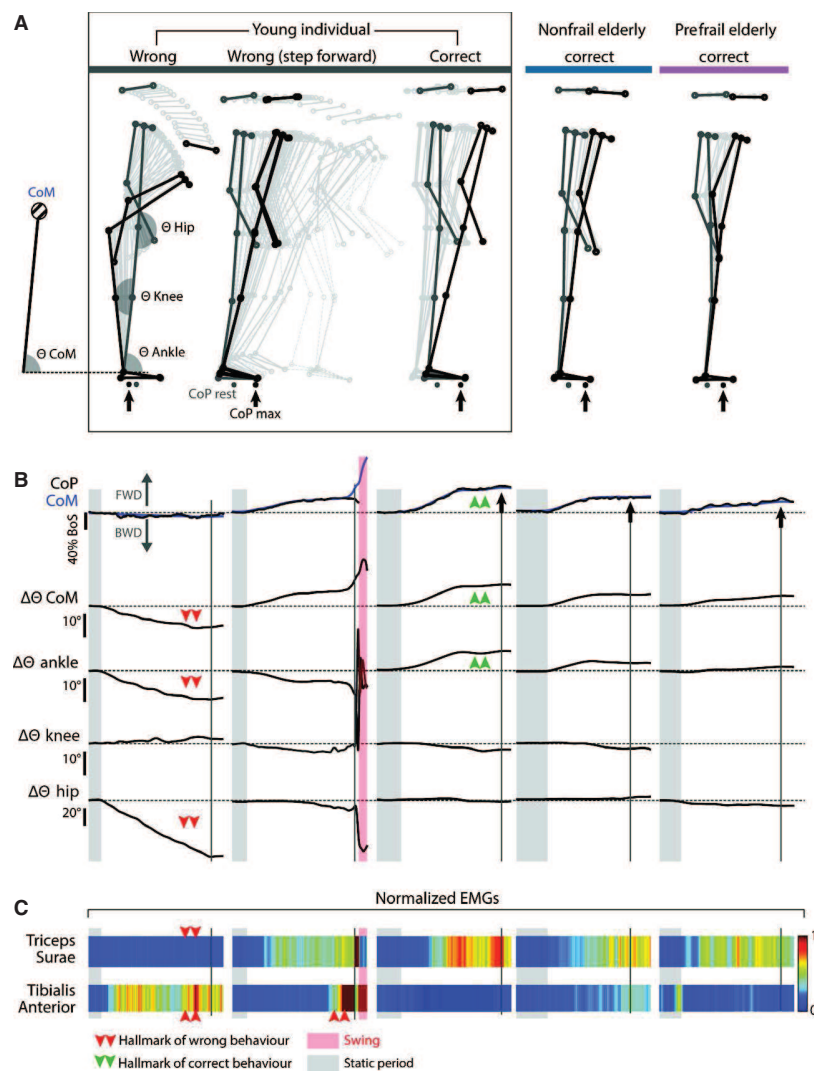 A
Young individual
Wrong
Wrong (step forward)
Correct
Nonfrail elderly
correct
Prefrail elderly
correct
CoM
Θ Hip
Θ Knee
Θ CoM
Θ Ankle
CoP rest
CoP max
B
CoP
CoM
FWD
BWD
40% BoS
ΔΘ CoM
10°
ΔΘ ankle
10°
ΔΘ knee
10°
ΔΘ hip
20°
C
Normalized EMGs
Triceps
Surae
1
Tibialis
Anterior
0
Hallmark of wrong behaviour
Swing
Hallmark of correct behaviour
Static period